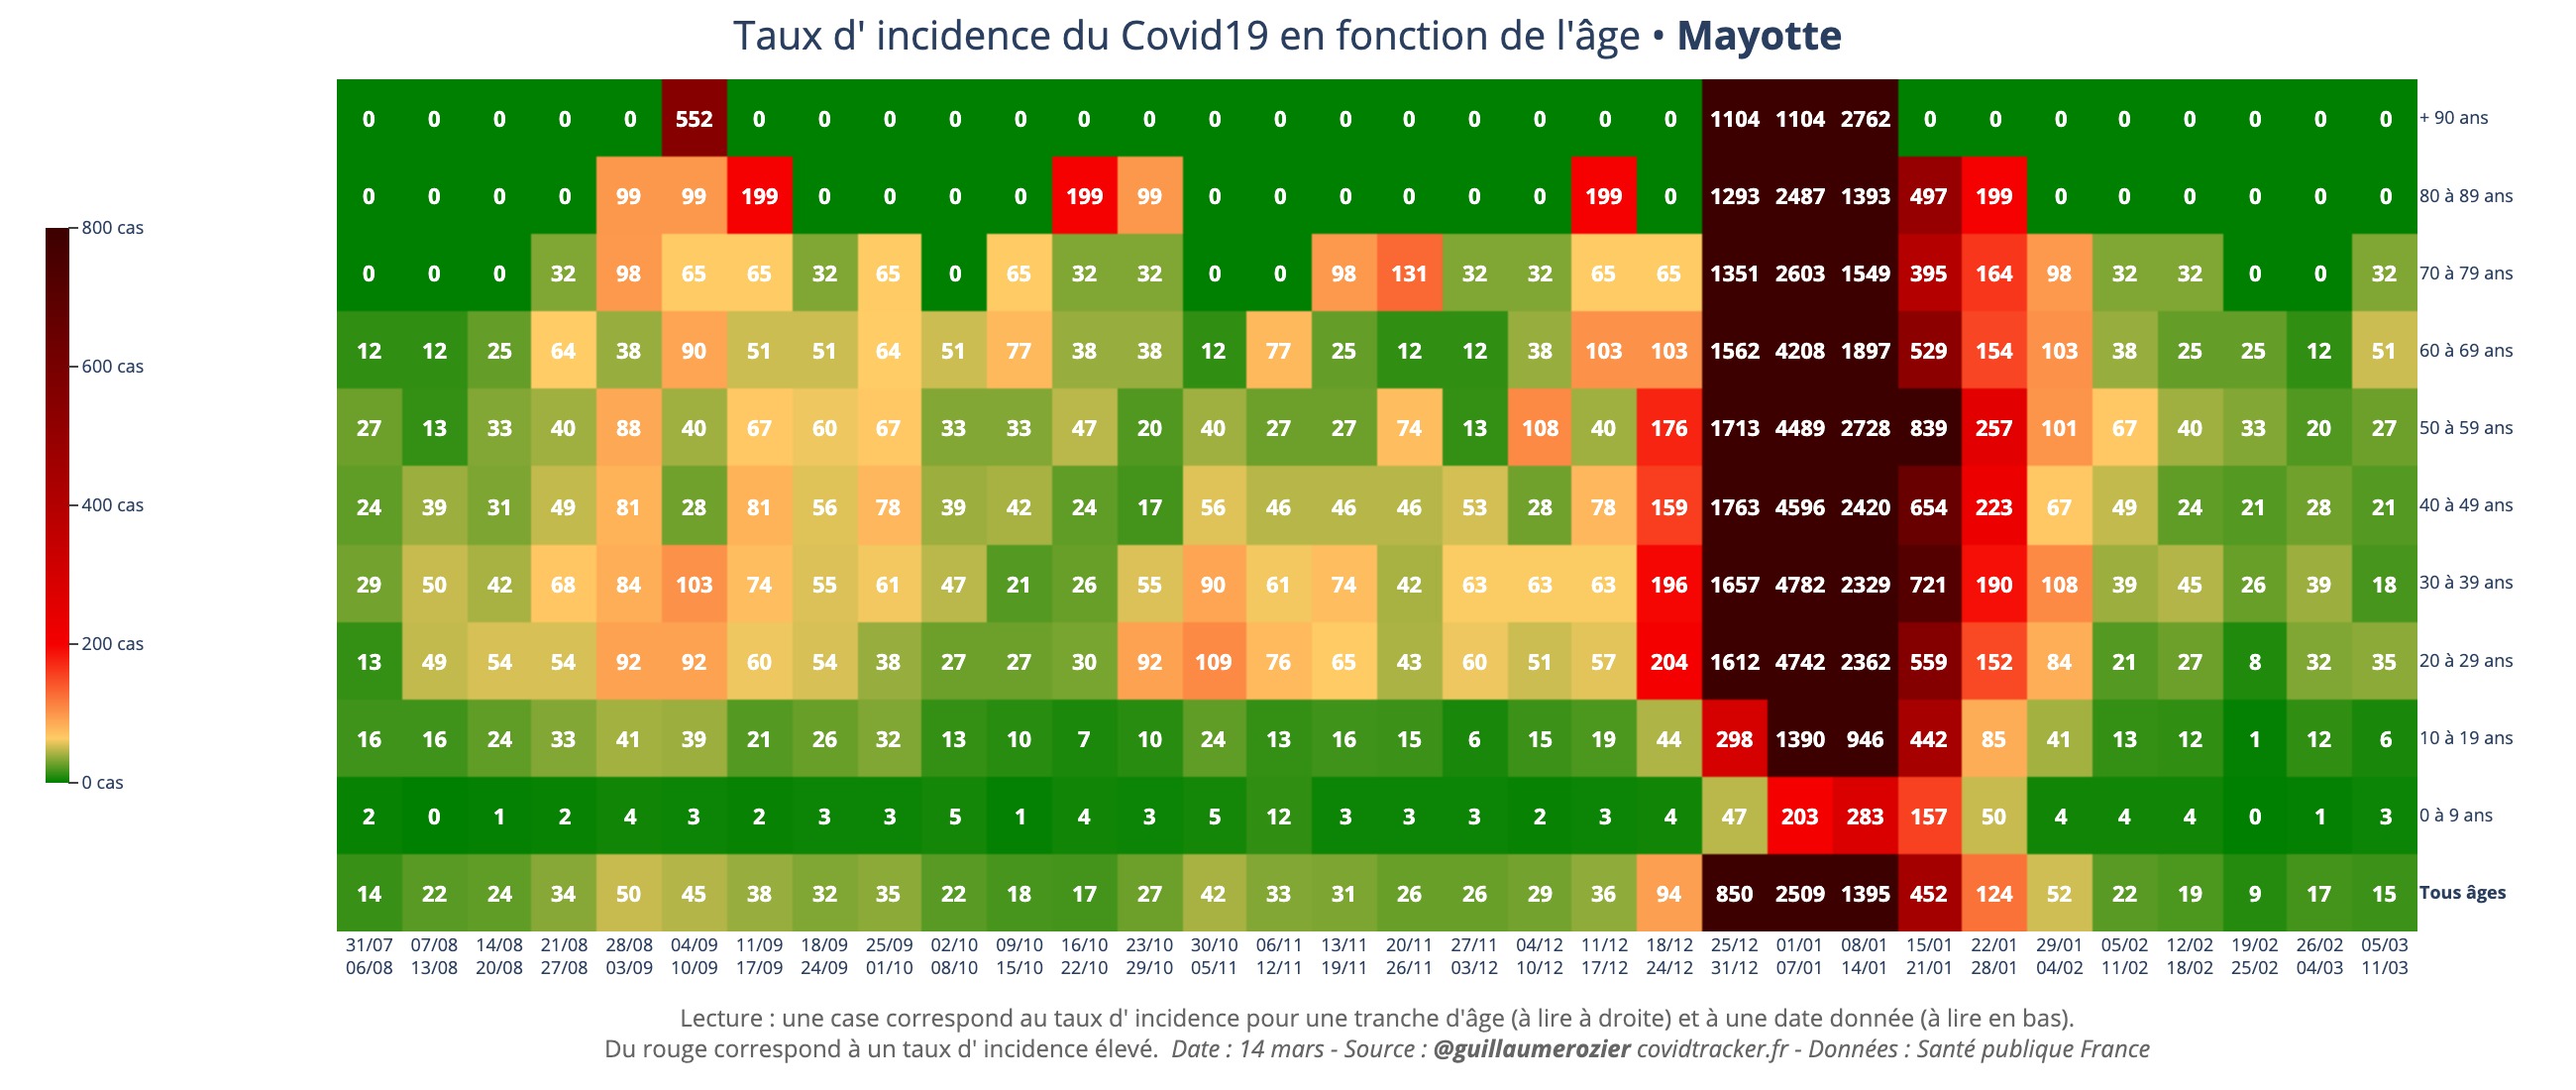 Taux d' incidence du Covid19 en fonction de l'âge • Mayotte
800 cas
600 cas
400 cas
200 cas
0 cas
0 0 0 0 0 552 0 0 0 0 0 0 0 0 0 0 0 0 0 0 0 1104 1104 2762 0 0 0 0 0 0 0 0 + 90 ans
0 0 0 0 99 99 199 0 0 0 0 199 99 0 0 0 0 0 0 199 0 1293 2487 1393 497 199 0 0 0 0 0 0 80 à 89 ans
0 0 0 32 98 65 65 32 65 0 65 32 32 0 0 98 131 32 32 65 65 1351 2603 1549 395 164 98 32 32 0 0 32 70 à 79 ans
12 12 25 64 38 90 51 51 64 51 77 38 38 12 77 25 12 12 38 103 103 1562 4208 1897 529 154 103 38 25 25 12 51 60 à 69 ans
27 13 33 40 88 40 67 60 67 33 33 47 20 40 27 27 74 13 108 40 176 1713 4489 2728 839 257 101 67 40 33 20 27 50 à 59 ans
24 39 31 49 81 28 81 56 78 39 42 24 17 56 46 46 46 53 28 78 159 1763 4596 2420 654 223 67 49 24 21 28 21 40 à 49 ans
29 50 42 68 84 103 74 55 61 47 21 26 55 90 61 74 42 63 63 63 196 1657 4782 2329 721 190 108 39 45 26 39 18 30 à 39 ans
13 49 54 54 92 92 60 54 38 27 27 30 92 109 76 65 43 60 51 57 204 1612 4742 2362 559 152 84 21 27 8 32 35 20 à 29 ans
16 16 24 33 41 39 21 26 32 13 10 7 10 24 13 16 15 6 15 19 44 298 1390 946 442 85 41 13 12 1 12 6 10 à 19 ans
2 0 1 2 4 3 2 3 3 5 1 4 3 5 12 3 3 3 2 3 4 47 203 283 157 50 4 4 4 0 1 3 0 à 9 ans
14 22 24 34 50 45 38 32 35 22 18 17 27 42 33 31 26 26 29 36 94 850 2509 1395 452 124 52 22 19 9 17 15 Tous âges
31/07 07/08 14/08 21/08 28/08 04/09 11/09 18/09 25/09 02/10 09/10 16/10 23/10 30/10 06/11 13/11 20/11 27/11 04/12 11/12 18/12 25/12 01/01 08/01 15/01 22/01 29/01 05/02 12/02 19/02 26/02 05/03
06/08 13/08 20/08 27/08 03/09 10/09 17/09 24/09 01/10 08/10 15/10 22/10 29/10 05/11 12/11 19/11 26/11 03/12 10/12 17/12 24/12 31/12 07/01 14/01 21/01 28/01 04/02 11/02 18/02 25/02 04/03 11/03
Lecture : une case correspond au taux d' incidence pour une tranche d'âge (à lire à droite) et à une date donnée (à lire en bas).
Du rouge correspond à un taux d' incidence élevé. Date : 14 mars - Source : @guillaumerozier covidtracker.fr - Données : Santé publique France